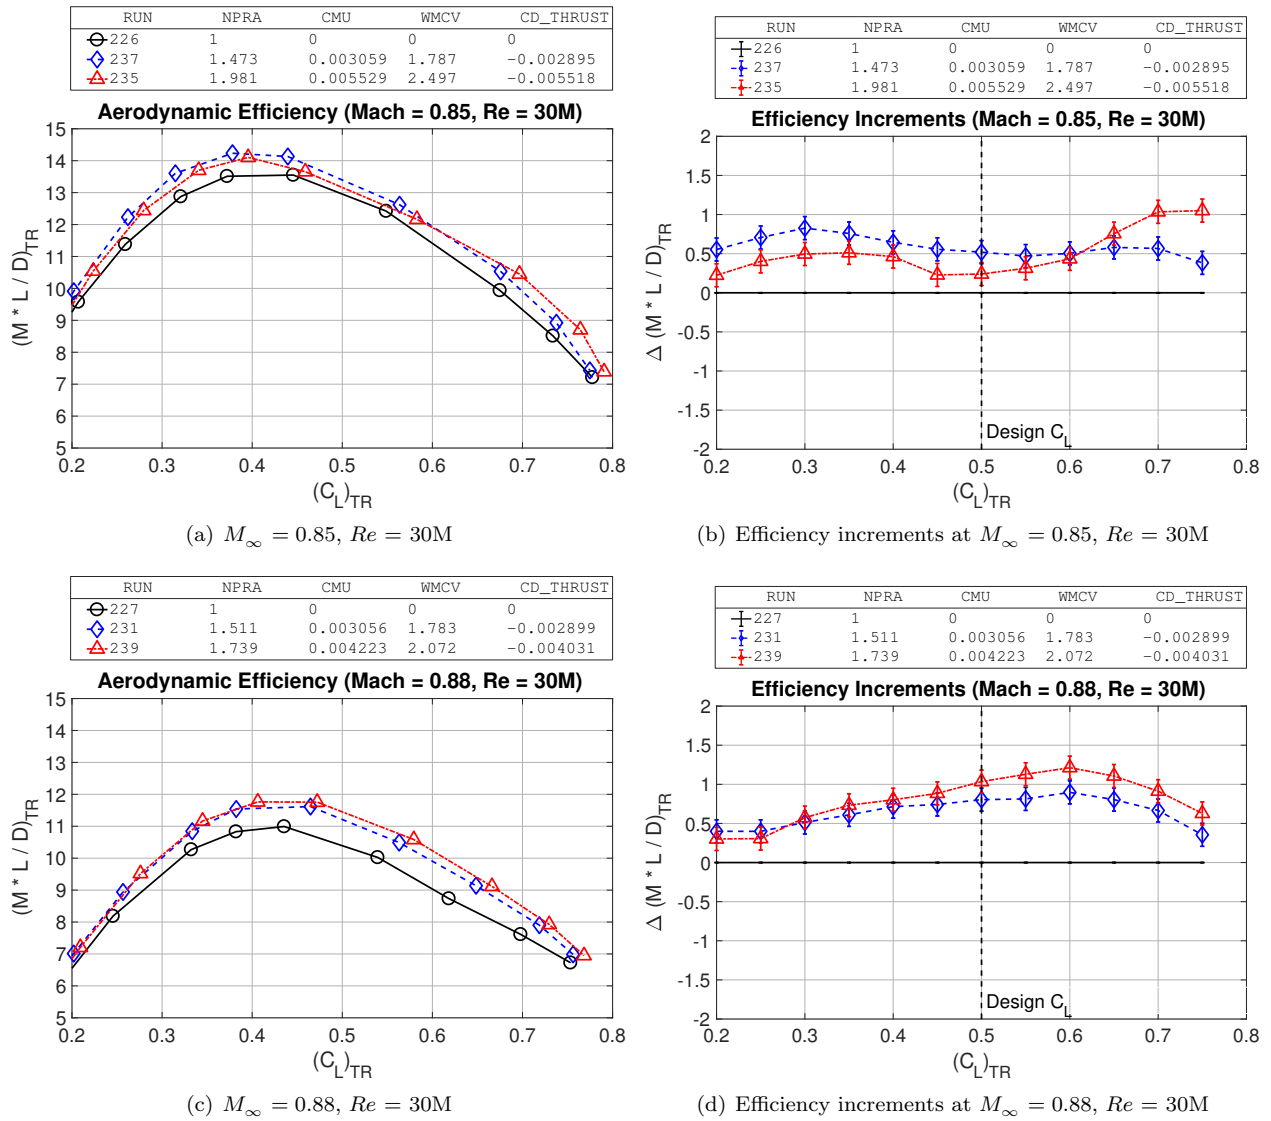 RUN NPRA CMU WMCV CD_THRUST
226 1 0 0 0
237 1.473 0.003059 1.787 -0.002895
235 1.981 0.005529 2.497 -0.005518
Aerodynamic Efficiency (Mach = 0.85, Re = 30M)
15
14
13
12
11
10
9
8
7
6
5
(M * L / D)TR
0.2 0.3 0.4 0.5 0.6 0.7 0.8
(CL)TR
(a) M∞ = 0.85, Re = 30M
RUN NPRA CMU WMCV CD_THRUST
226 1 0 0 0
237 1.473 0.003059 1.787 -0.002895
235 1.981 0.005529 2.497 -0.005518
Efficiency Increments (Mach = 0.85, Re = 30M)
2
1.5
1
0.5
0
-0.5
-1
-1.5
-2
Δ (M * L / D)TR
Design CL
0.2 0.3 0.4 0.5 0.6 0.7 0.8
(CL)TR
(b) Efficiency increments at M∞ = 0.85, Re = 30M
RUN NPRA CMU WMCV CD_THRUST
227 1 0 0 0
231 1.511 0.003056 1.783 -0.002899
239 1.739 0.004223 2.072 -0.004031
Aerodynamic Efficiency (Mach = 0.88, Re = 30M)
15
14
13
12
11
10
9
8
7
6
5
(M * L / D)TR
0.2 0.3 0.4 0.5 0.6 0.7 0.8
(CL)TR
(c) M∞ = 0.88, Re = 30M
RUN NPRA CMU WMCV CD_THRUST
227 1 0 0 0
231 1.511 0.003056 1.783 -0.002899
239 1.739 0.004223 2.072 -0.004031
Efficiency Increments (Mach = 0.88, Re = 30M)
2
1.5
1
0.5
0
-0.5
-1
-1.5
-2
Δ (M * L / D)TR
Design CL
0.2 0.3 0.4 0.5 0.6 0.7 0.8
(CL)TR
(d) Efficiency increments at M∞ = 0.88, Re = 30M